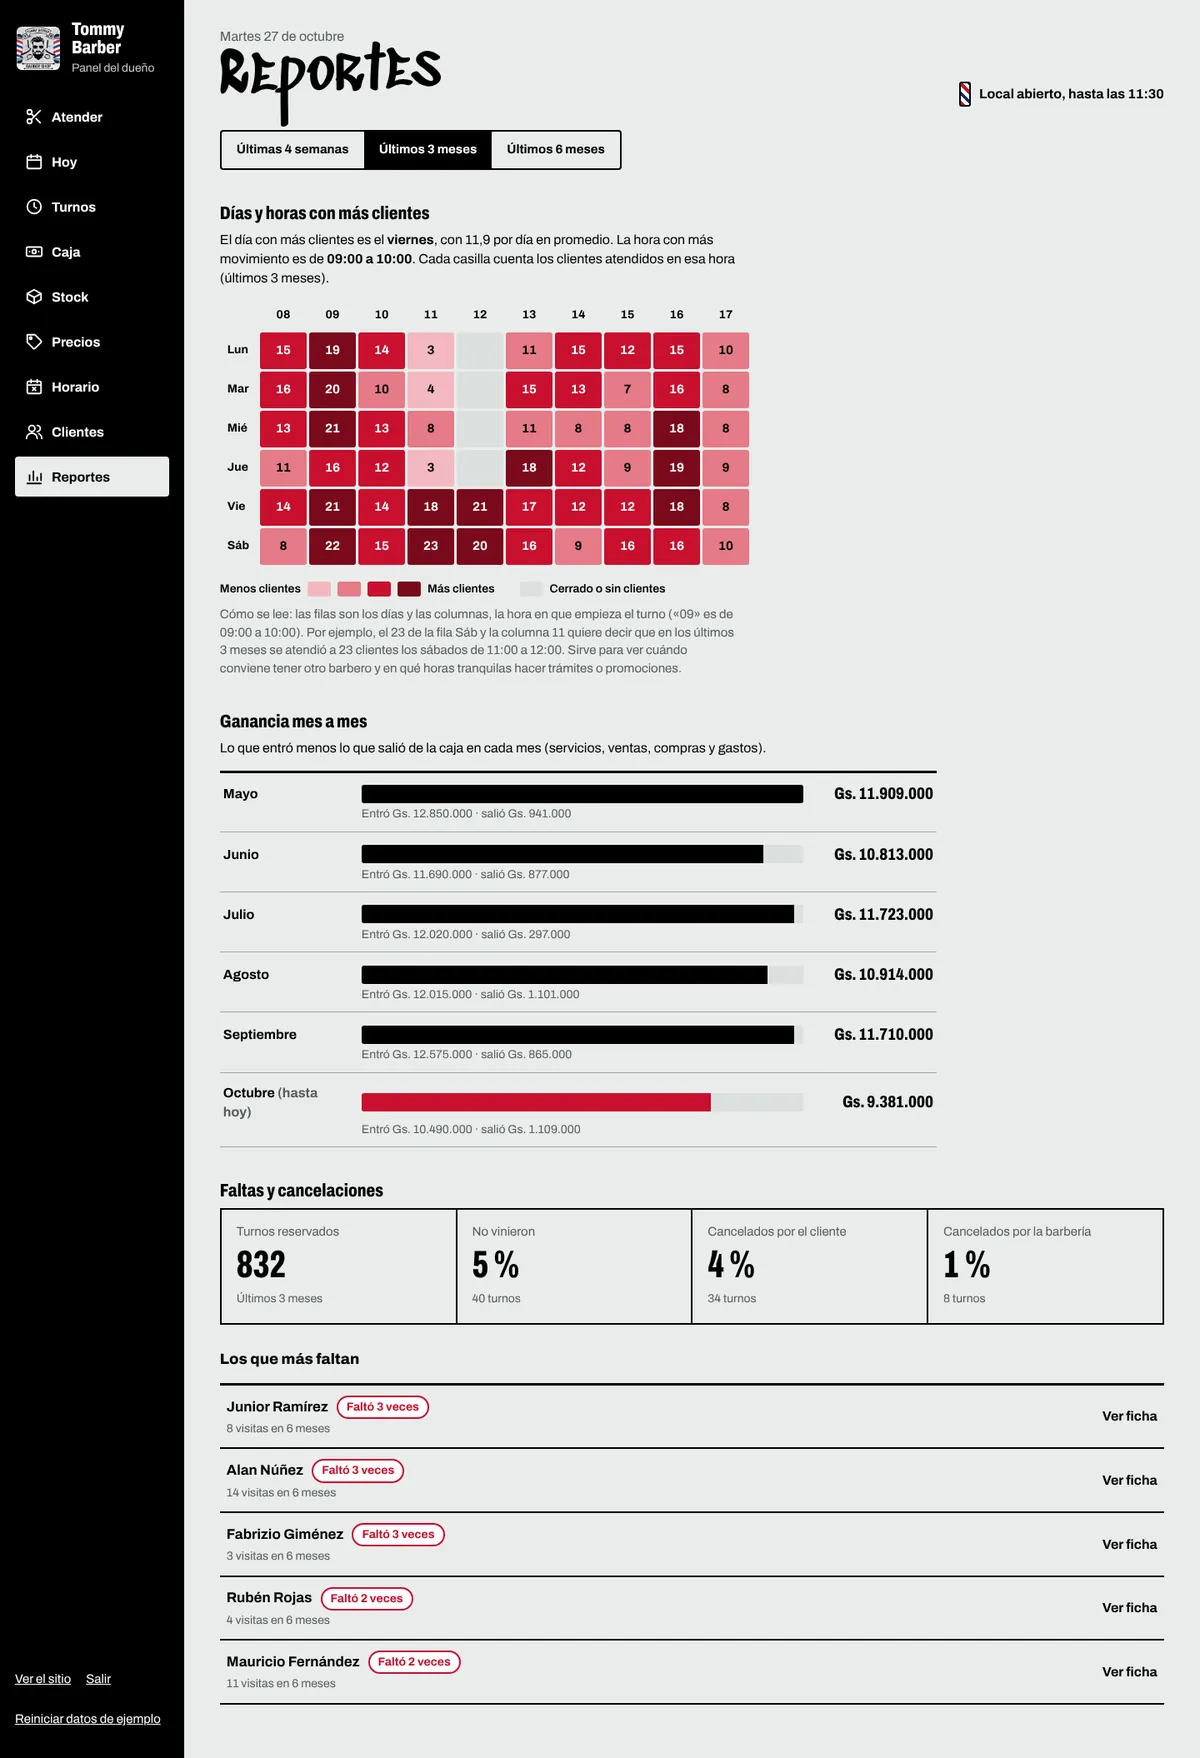 Tommy
Barber
Panel del dueño
Atender
Hoy
Turnos
Caja
Stock
Precios
Horario
Clientes
Reportes
Ver el sitio Salir
Reiniciar datos de ejemplo
Martes 27 de octubre
REPORTES
Local abierto, hasta las 11:30
Últimas 4 semanas Últimos 3 meses Últimos 6 meses
Días y horas con más clientes
El día con más clientes es el viernes, con 11,9 por día en promedio. La hora con más
movimiento es de 09:00 a 10:00. Cada casilla cuenta los clientes atendidos en esa hora
(últimos 3 meses).
08 09 10 11 12 13 14 15 16 17
Lun 15 19 14 3 11 15 12 15 10
Mar 16 20 10 4 15 13 7 16 8
Mié 13 21 13 8 11 8 8 18 8
Jue 11 16 12 3 18 12 9 19 9
Vie 14 21 14 18 21 17 12 12 18 8
Sáb 8 22 15 23 20 16 9 16 16 10
Menos clientes Más clientes Cerrado o sin clientes
Cómo se lee: las filas son los días y las columnas, la hora en que empieza el turno («09» es de
09:00 a 10:00). Por ejemplo, el 23 de la fila Sáb y la columna 11 quiere decir que en los últimos
3 meses se atendió a 23 clientes los sábados de 11:00 a 12:00. Sirve para ver cuándo
conviene tener otro barbero y en qué horas tranquilas hacer trámites o promociones.
Ganancia mes a mes
Lo que entró menos lo que salió de la caja en cada mes (servicios, ventas, compras y gastos).
Mayo Gs. 11.909.000
Entró Gs. 12.850.000 · salió Gs. 941.000
Junio Gs. 10.813.000
Entró Gs. 11.690.000 · salió Gs. 877.000
Julio Gs. 11.723.000
Entró Gs. 12.020.000 · salió Gs. 297.000
Agosto Gs. 10.914.000
Entró Gs. 12.015.000 · salió Gs. 1.101.000
Septiembre Gs. 11.710.000
Entró Gs. 12.575.000 · salió Gs. 865.000
Octubre (hasta
hoy) Gs. 9.381.000
Entró Gs. 10.490.000 · salió Gs. 1.109.000
Faltas y cancelaciones
Turnos reservados
832
Últimos 3 meses
No vinieron
5 %
40 turnos
Cancelados por el cliente
4 %
34 turnos
Cancelados por la barbería
1 %
8 turnos
Los que más faltan
Junior Ramírez Faltó 3 veces
8 visitas en 6 meses
Ver ficha
Alan Núñez Faltó 3 veces
14 visitas en 6 meses
Ver ficha
Fabrizio Giménez Faltó 3 veces
3 visitas en 6 meses
Ver ficha
Rubén Rojas Faltó 2 veces
4 visitas en 6 meses
Ver ficha
Mauricio Fernández Faltó 2 veces
11 visitas en 6 meses
Ver ficha